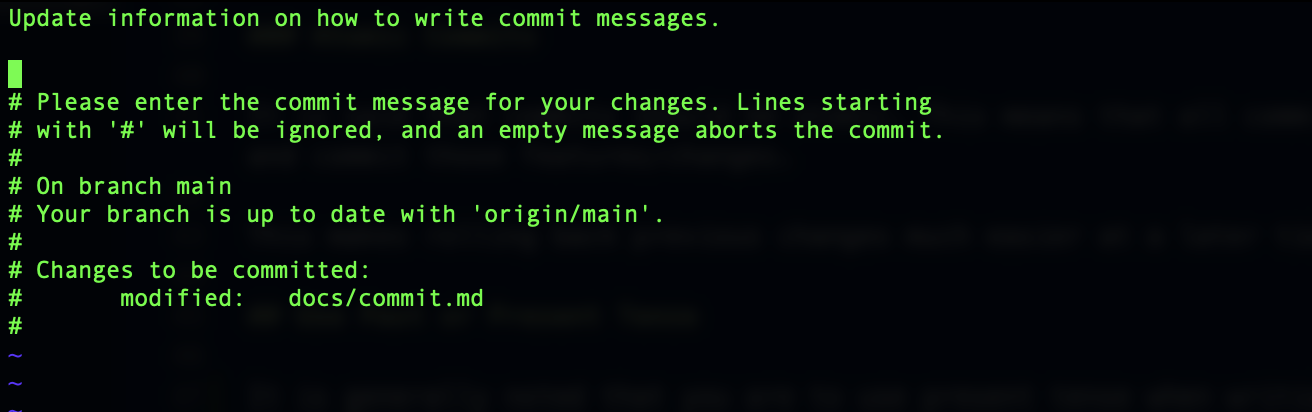 Update information on how to write commit messages.
# Please enter the commit message for your changes. Lines starting
# with '#' will be ignored, and an empty message aborts the commit.
#
# On branch main
# Your branch is up to date with 'origin/main'.
#
# Changes to be committed:
#       modified:   docs/commit.md
#
~
~
~